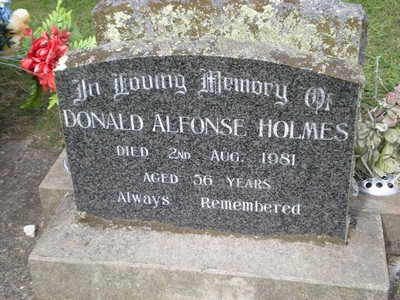 In Loving Memory Of
DONALD ALFONSE HOLMES
DIED 2ND AUG. 1981
AGED 56 YEARS
Always Remembered